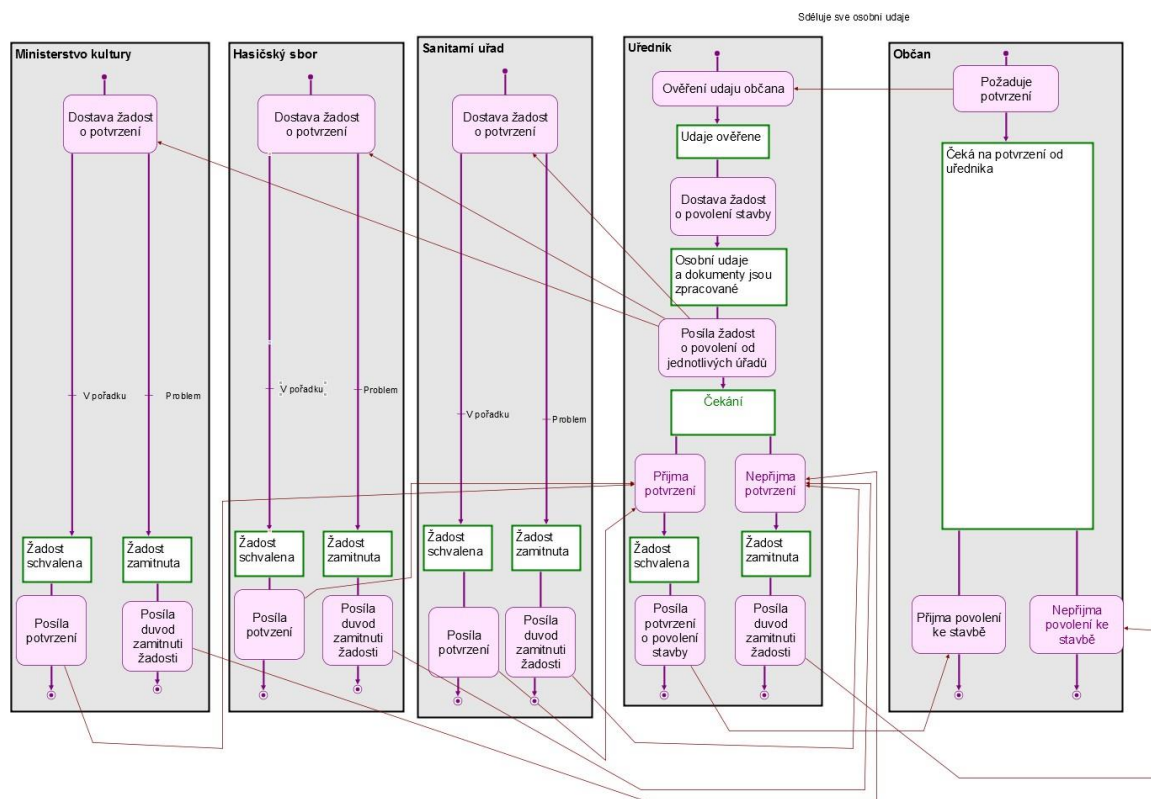 Sděluje sve osobní udaje
Ministerstvo kultury
Dostava žadost
o potvrzení
V pořadku
Problem
Žadost
schvalena
Žadost
zamitnuta
Posíla
potvrzení
Posíla
duvod
zamitnuti
žadosti
Hasičský sbor
Dostava žadost
o potvrzení
V pořadku
Problem
Žadost
schvalena
Žadost
zamitnuta
Posíla
potvzení
Posíla
duvod
zamitnuti
žádosti
Sanitarní uřad
Dostava žadost
o potvrzení
V pořadku
Problem
Žadost
schvalena
Žadost
zamitnuta
Posíla
potvrzení
Posíla
duvod
zamitnuti
žadosti
Uředník
Ověření udaju občana
Udaje ověřene
Dostava žadost
o povolení stavby
Osobní udaje
a dokumenty jsou
zpracované
Posíla žadost
o povolení od
jednotlivých úřadů
Čekání
Přijma
potvrzení
Nepřijma
potvrzení
Žadost
schvalena
Žadost
zamitnuta
Posíla
potvrzení
o povolení
stavby
Posíla
duvod
zamitnuti
žadosti
Občan
Požaduje
potvrzení
Čeká na potvrzení od
uřednika
Přijma povolení
ke stavbě
Nepřijma
povolení ke
stavbě